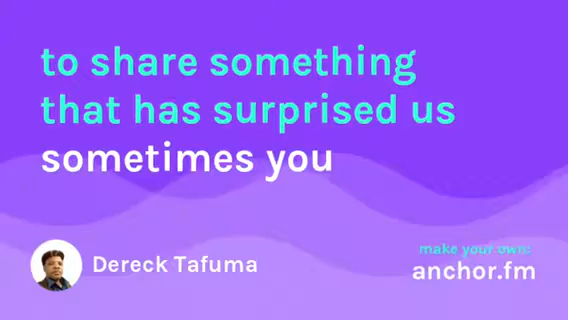 to share something
that has surprised us
sometimes you
Dereck Tafuma
make your own:
anchor.fm